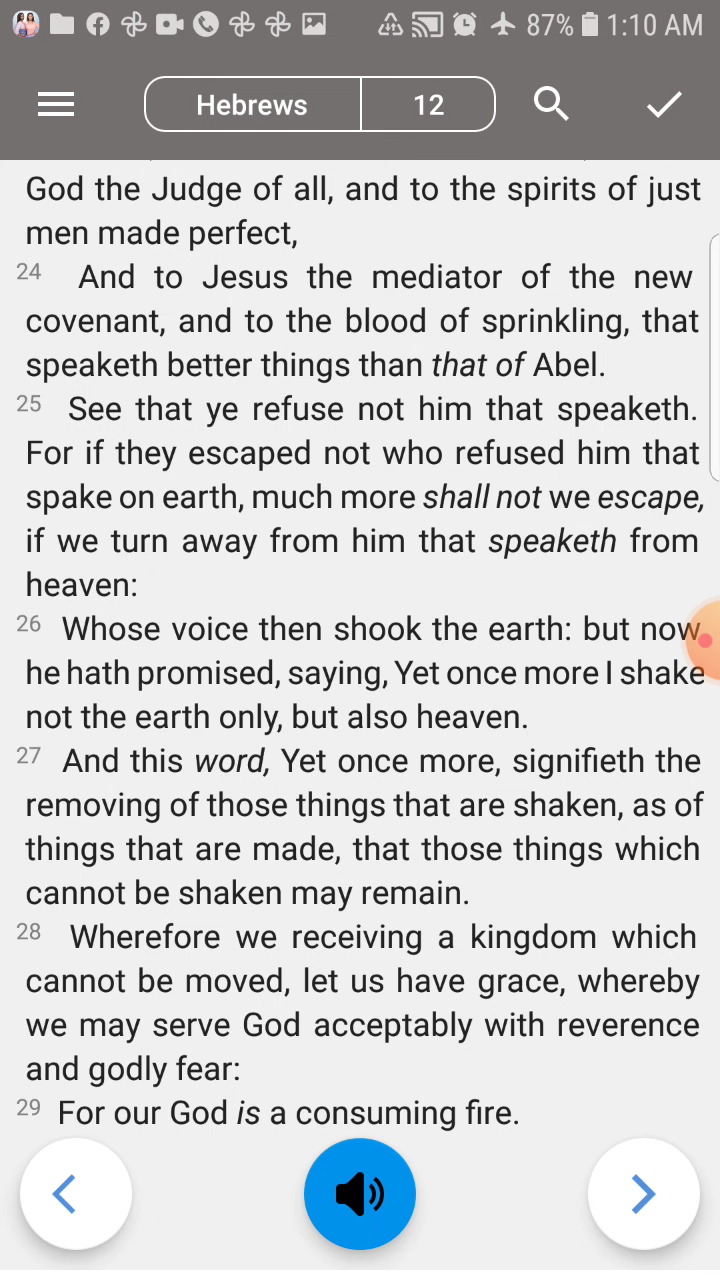 87% 1:10 AM
Hebrews 12
God the Judge of all, and to the spirits of just
men made perfect,
24 And to Jesus the mediator of the new
covenant, and to the blood of sprinkling, that
speaketh better things than that of Abel.
25 See that ye refuse not him that speaketh.
For if they escaped not who refused him that
spake on earth, much more shall not we escape,
if we turn away from him that speaketh from
heaven:
26 Whose voice then shook the earth: but now
he hath promised, saying, Yet once more I shake
not the earth only, but also heaven.
27 And this word, Yet once more, signifieth the
removing of those things that are shaken, as of
things that are made, that those things which
cannot be shaken may remain.
28 Wherefore we receiving a kingdom which
cannot be moved, let us have grace, whereby
we may serve God acceptably with reverence
and godly fear:
29 For our God is a consuming fire.